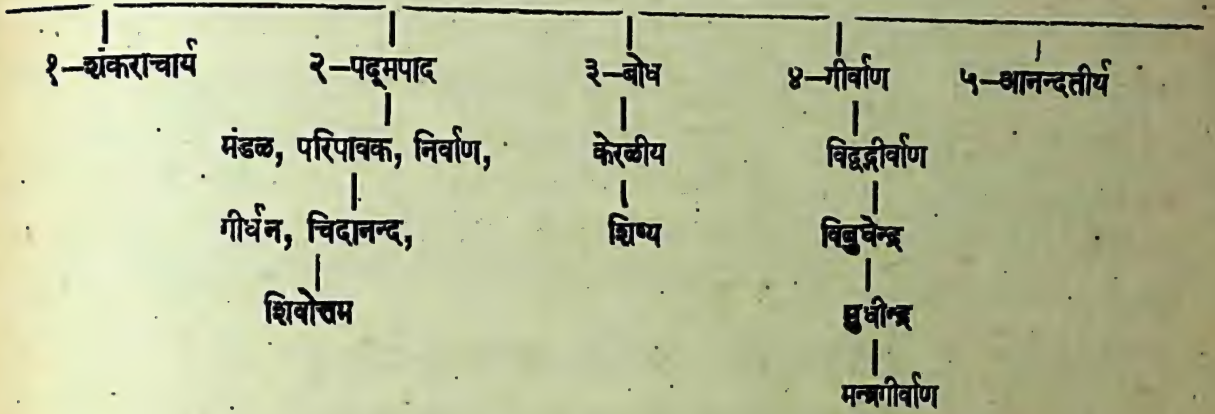 १—शंकराचार्य २—पद्मपाद ३—बोध ४—गीर्वाण ५—आनन्दतीर्थ
मंडळ, परिपावक, निर्वाण, केरळीय विद्वद्गीर्वाण
गीर्धन, चिदानन्द, शिष्य विबुधेन्द्र
शिवोत्तम सुधीन्द्र
मन्त्रगीर्वाण